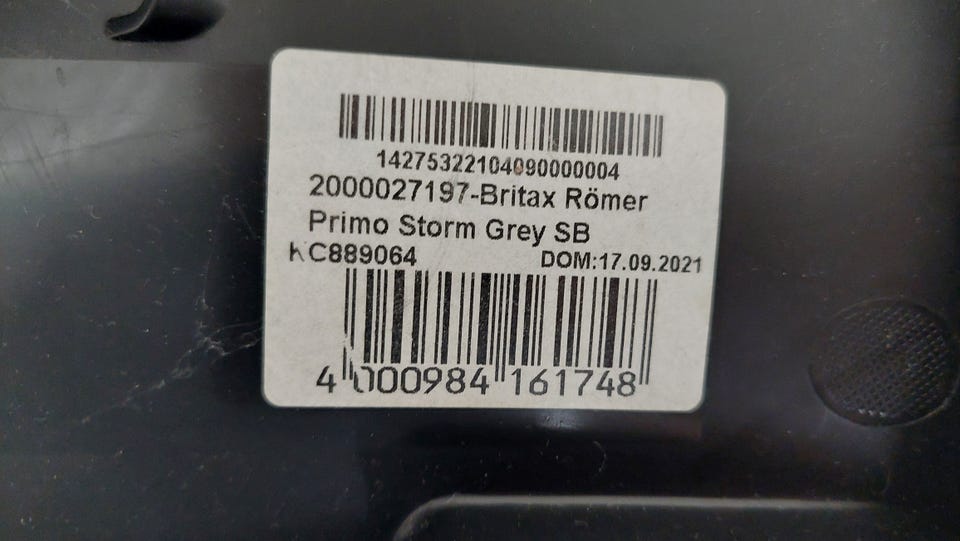 14275322104090000004
2000027197-Britax Römer
Primo Storm Grey SB
KC889064 DOM:17.09.2021
4 000984 161748